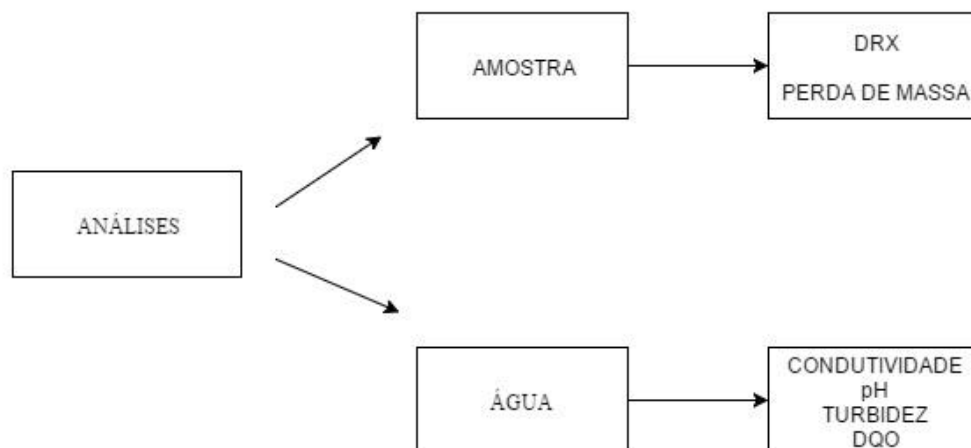 AMOSTRA
DRX
PERDA DE MASSA
ANÁLISES
ÁGUA
CONDUTIVIDADE
pH
TURBIDEZ
DQO